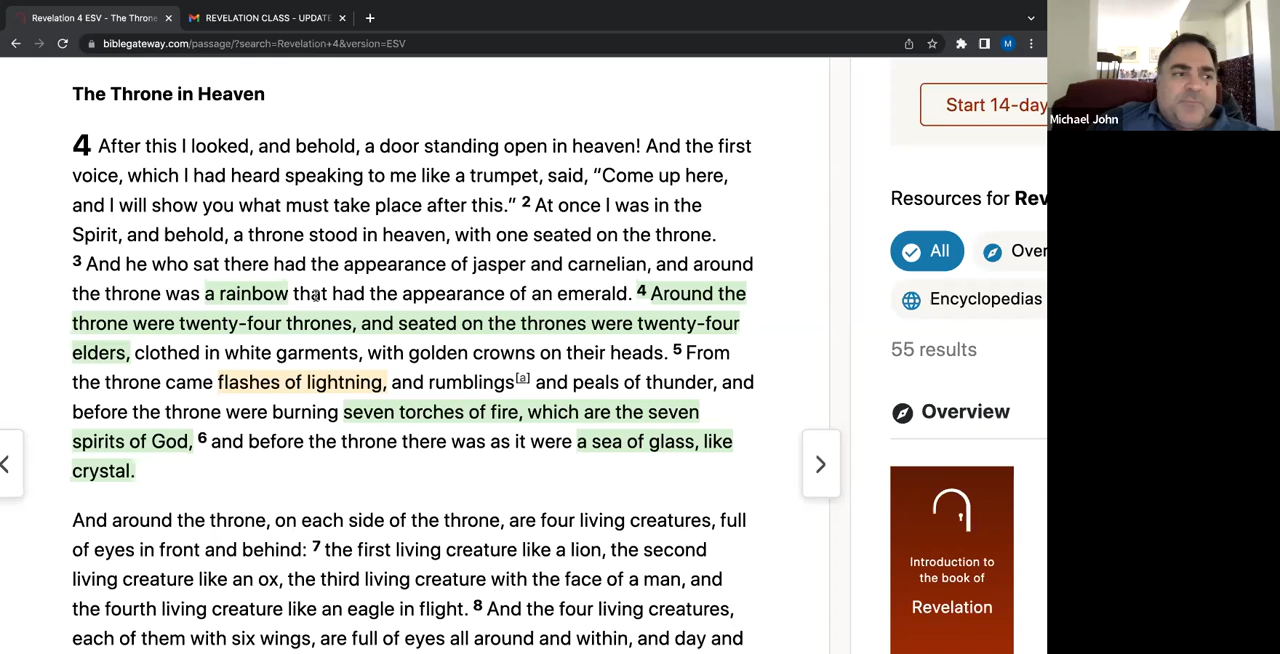 Revelation 4 ESV - The Throne
REVELATION CLASS - UPDATE
biblegateway.com/passage/?search=Revelation+4&version=ESV
M
Michael John
The Throne in Heaven
4 After this I looked, and behold, a door standing open in heaven! And the first
voice, which I had heard speaking to me like a trumpet, said, “Come up here,
and I will show you what must take place after this.” 2 At once I was in the
Spirit, and behold, a throne stood in heaven, with one seated on the throne.
3 And he who sat there had the appearance of jasper and carnelian, and around
the throne was a rainbow that had the appearance of an emerald. 4 Around the
throne were twenty-four thrones, and seated on the thrones were twenty-four
elders, clothed in white garments, with golden crowns on their heads. 5 From
the throne came flashes of lightning, and rumblings[a] and peals of thunder, and
before the throne were burning seven torches of fire, which are the seven
spirits of God, 6 and before the throne there was as it were a sea of glass, like
crystal.
And around the throne, on each side of the throne, are four living creatures, full
of eyes in front and behind: 7 the first living creature like a lion, the second
living creature like an ox, the third living creature with the face of a man, and
the fourth living creature like an eagle in flight. 8 And the four living creatures,
each of them with six wings, are full of eyes all around and within, and day and
Start 14-day
Resources for Rev
All
Over
Encyclopedias
55 results
Overview
Introduction to
the book of
Revelation